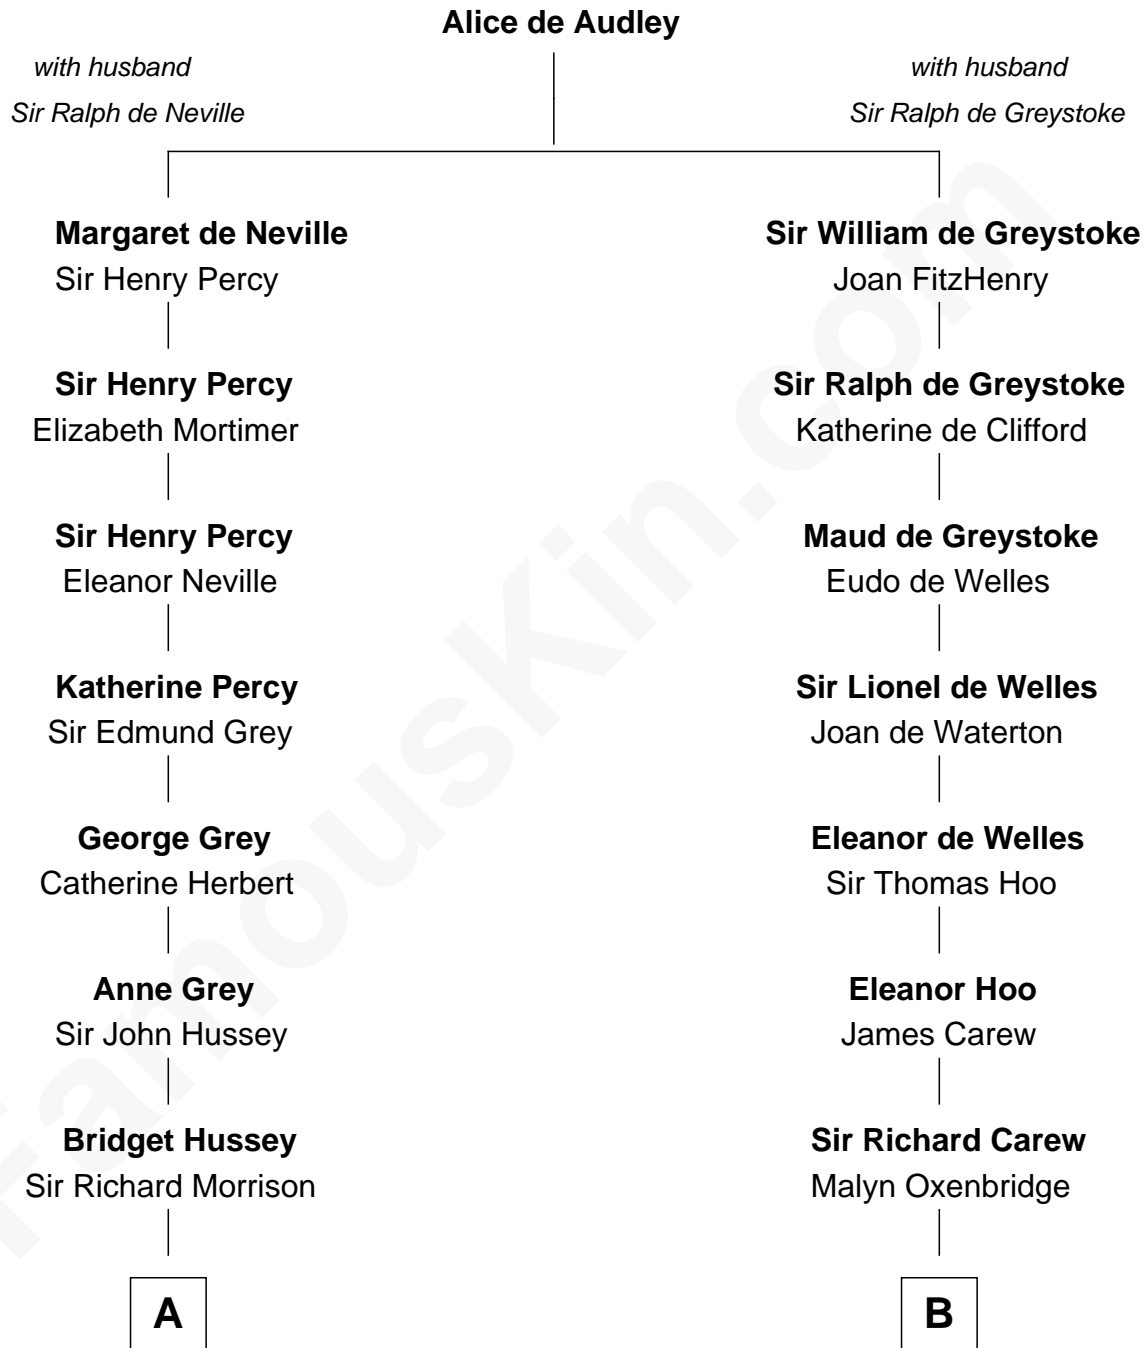 Alice de Audley
with husband
Sir Ralph de Neville
with husband
Sir Ralph de Greystoke
Margaret de Neville
Sir Henry Percy
Sir William de Greystoke
Joan FitzHenry
Sir Henry Percy
Elizabeth Mortimer
Sir Ralph de Greystoke
Katherine de Clifford
Sir Henry Percy
Eleanor Neville
Maud de Greystoke
Eudo de Welles
Katherine Percy
Sir Edmund Grey
Sir Lionel de Welles
Joan de Waterton
George Grey
Catherine Herbert
Eleanor de Welles
Sir Thomas Hoo
Anne Grey
Sir John Hussey
Eleanor Hoo
James Carew
Bridget Hussey
Sir Richard Morrison
Sir Richard Carew
Malyn Oxenbridge
A
B
FamousKin.com